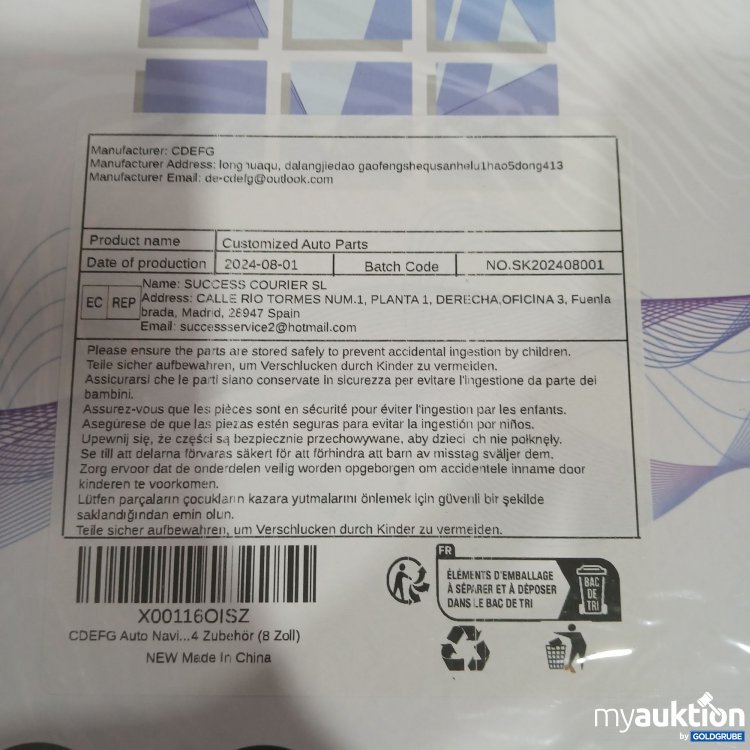 Manufacturer: CDEFG
Manufacturer Address: longhuaqu, dalangjiedao gaofengshequsanhelu1hao5dong413
Manufacturer Email: de-cdefg@outlook.com
Product name Customized Auto Parts
Date of production 2024-08-01 Batch Code NO.SK202408001
EC REP
Name: SUCCESS COURIER SL
Address: CALLE RIO TORMES NUM.1, PLANTA 1, DERECHA,OFICINA 3, Fuenla
brada, Madrid, 28947 Spain
Email: successservice2@hotmail.com
Please ensure the parts are stored safely to prevent accidental ingestion by children.
Teile sicher aufbewahren, um Verschlucken durch Kinder zu vermeiden.
Assicurarsi che le parti siano conservate in sicurezza per evitare l'ingestione da parte dei
bambini.
Assurez-vous que les pièces sont en sécurité pour éviter l'ingestion par les enfants.
Asegúrese de que las piezas estén seguras para evitar la ingestión por niños.
Upewnij się, że części są bezpiecznie przechowywane, aby dzieci ich nie połknęły.
Se till att delarna förvaras säkert för att förhindra att barn av misstag sväljer dem.
Zorg ervoor dat de onderdelen veilig worden opgeborgen om accidentele inname door
kinderen te voorkomen.
Lütfen parçaların çocukların kazara yutmalarını önlemek için güvenli bir şekilde
saklandığından emin olun.
Teile sicher aufbewahren, um Verschlucken durch Kinder zu vermeiden.
X00116OISZ
CDEFG Auto Navi...4 Zubehör (8 Zoll)
NEW Made In China
FR
ÉLÉMENTS D'EMBALLAGE
À SÉPARER ET À DÉPOSER
DANS LE BAC DE TRI
BAC
DE
TRI
myauktion
by GOLDGRUBE